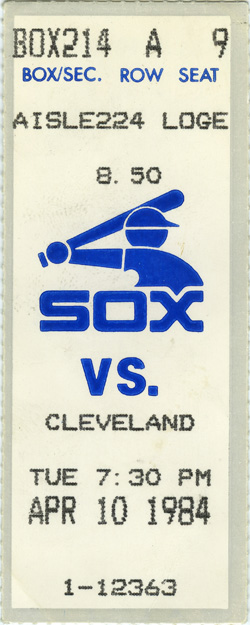 BOX214 A 9
BOX/SEC. ROW SEAT
AISLE224 LOGE
8.50
SOX
VS.
CLEVELAND
TUE 7:30 PM
APR 10 1984
1-12363